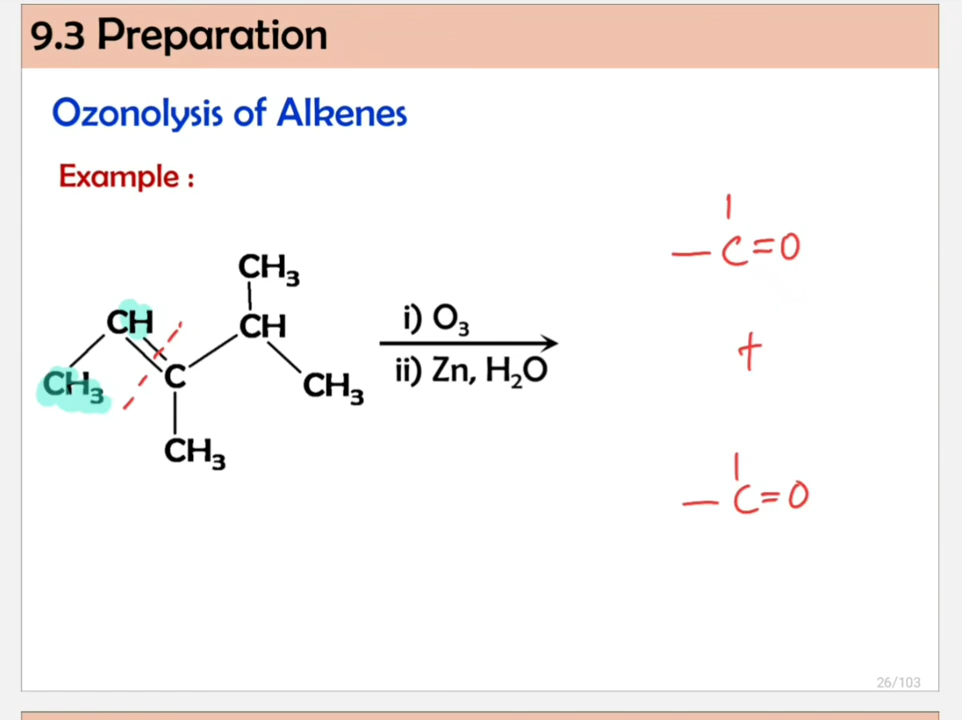 9.3 Preparation
Ozonolysis of Alkenes
Example :
CH₃
CH
CH
CH₃
C
CH₃
CH₃
i) O₃
ii) Zn, H₂O
C=O
+
C=O
26/103